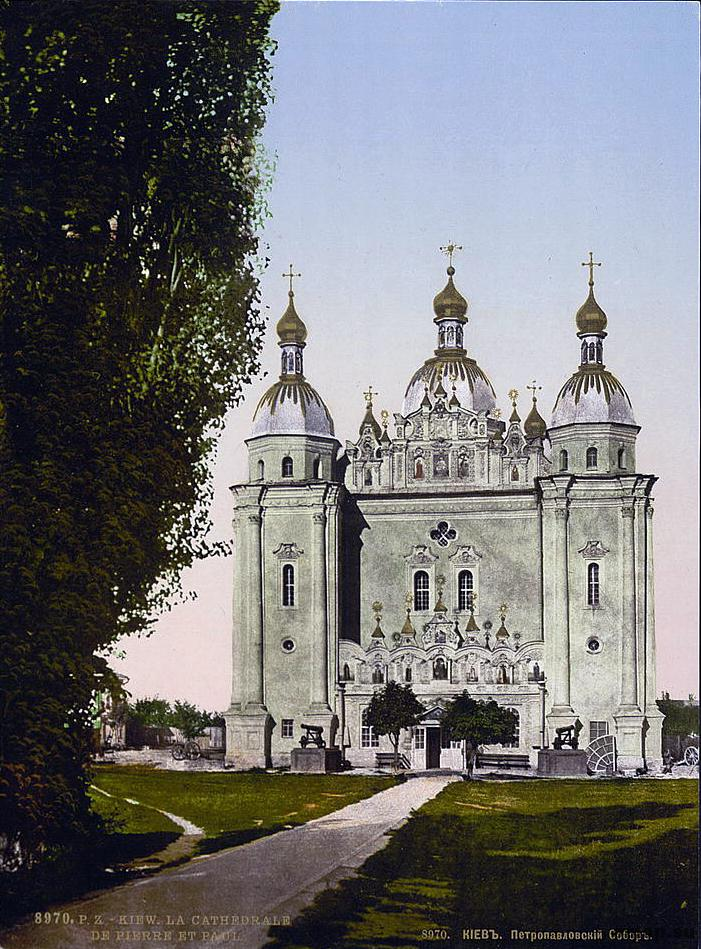 8970. P. Z. - KIEW. LA CATHEDRALE
DE PIERRE ET PAUL
8970. КІЕВЪ. Петропавловскій Соборъ.